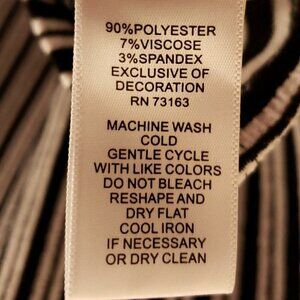 90%POLYESTER
7%VISCOSE
3%SPANDEX
EXCLUSIVE OF
DECORATION
RN 73163
MACHINE WASH
COLD
GENTLE CYCLE
WITH LIKE COLORS
DO NOT BLEACH
RESHAPE AND
DRY FLAT
COOL IRON
IF NECESSARY
OR DRY CLEAN